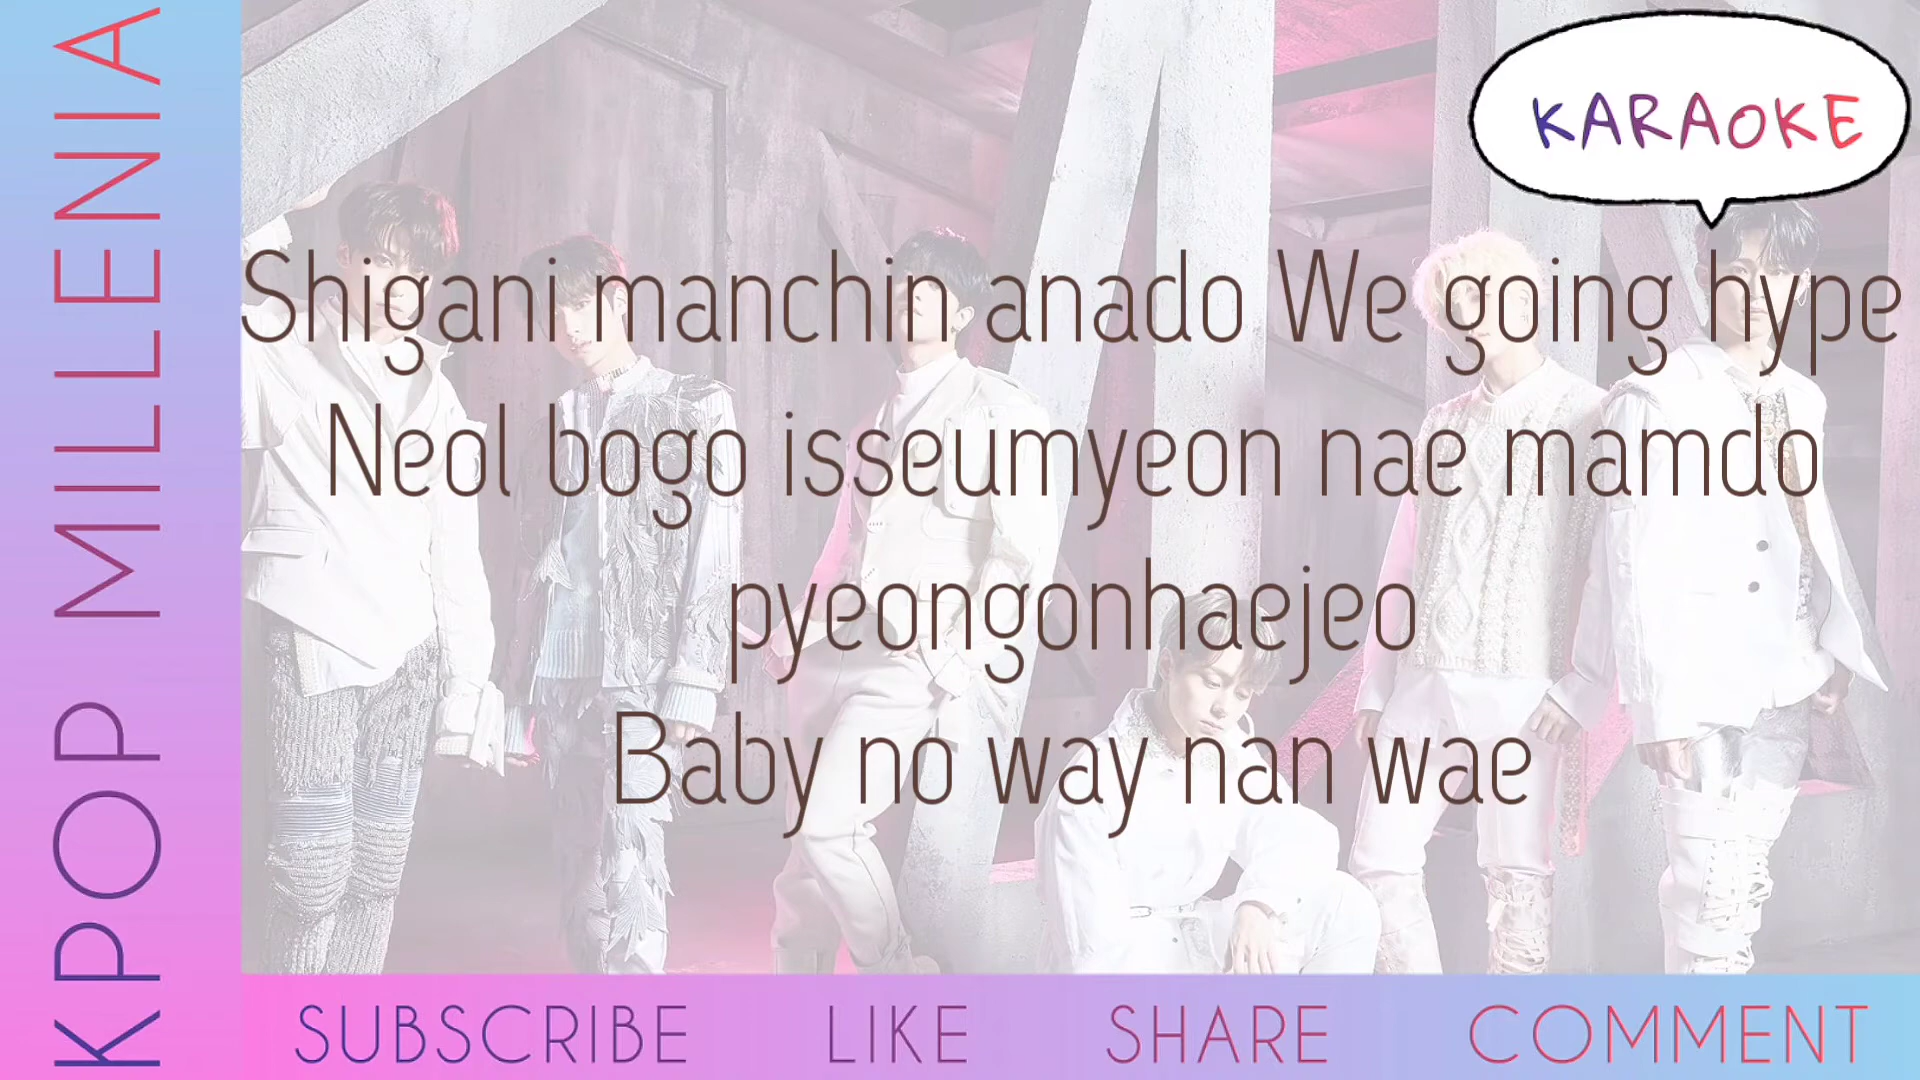 KPOP MILLENIA
KARAOKE
Shigani manchin anado We going hype
Neol bogo isseumyeon nae mamdo
pyeongonhaejeo
Baby no way nan wae
SUBSCRIBE LIKE SHARE COMMENT